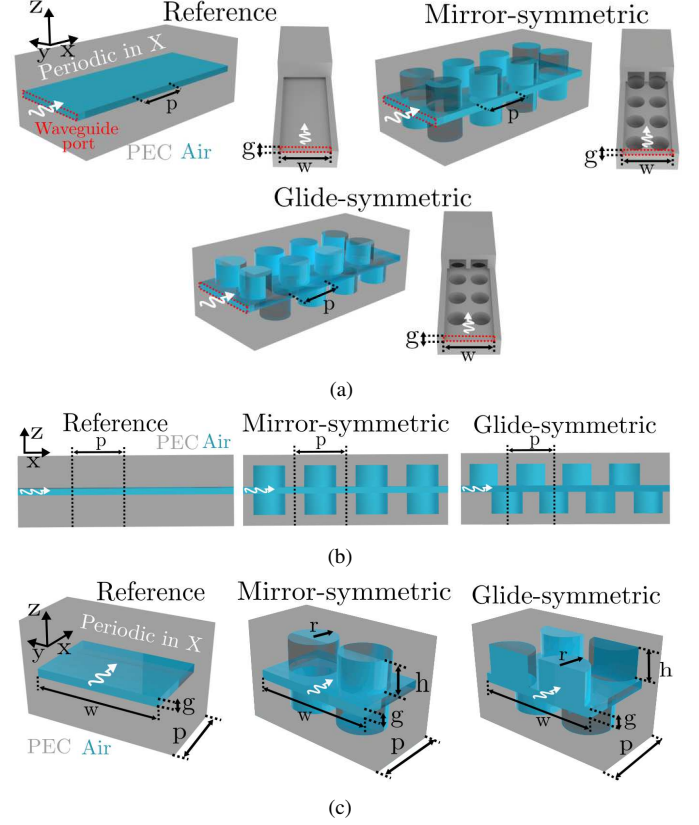 Reference
Mirror-symmetric
z
y
x
Periodic in X
p
Waveguide
port
PEC Air
g
w
p
g
w
Glide-symmetric
p
g
w
(a)
Reference
Mirror-symmetric
Glide-symmetric
z
x
p
PEC Air
p
p
(b)
Reference
Mirror-symmetric
Glide-symmetric
z
y
x
Periodic in X
w
g
p
PEC Air
r
h
g
w
p
r
h
g
w
p
(c)